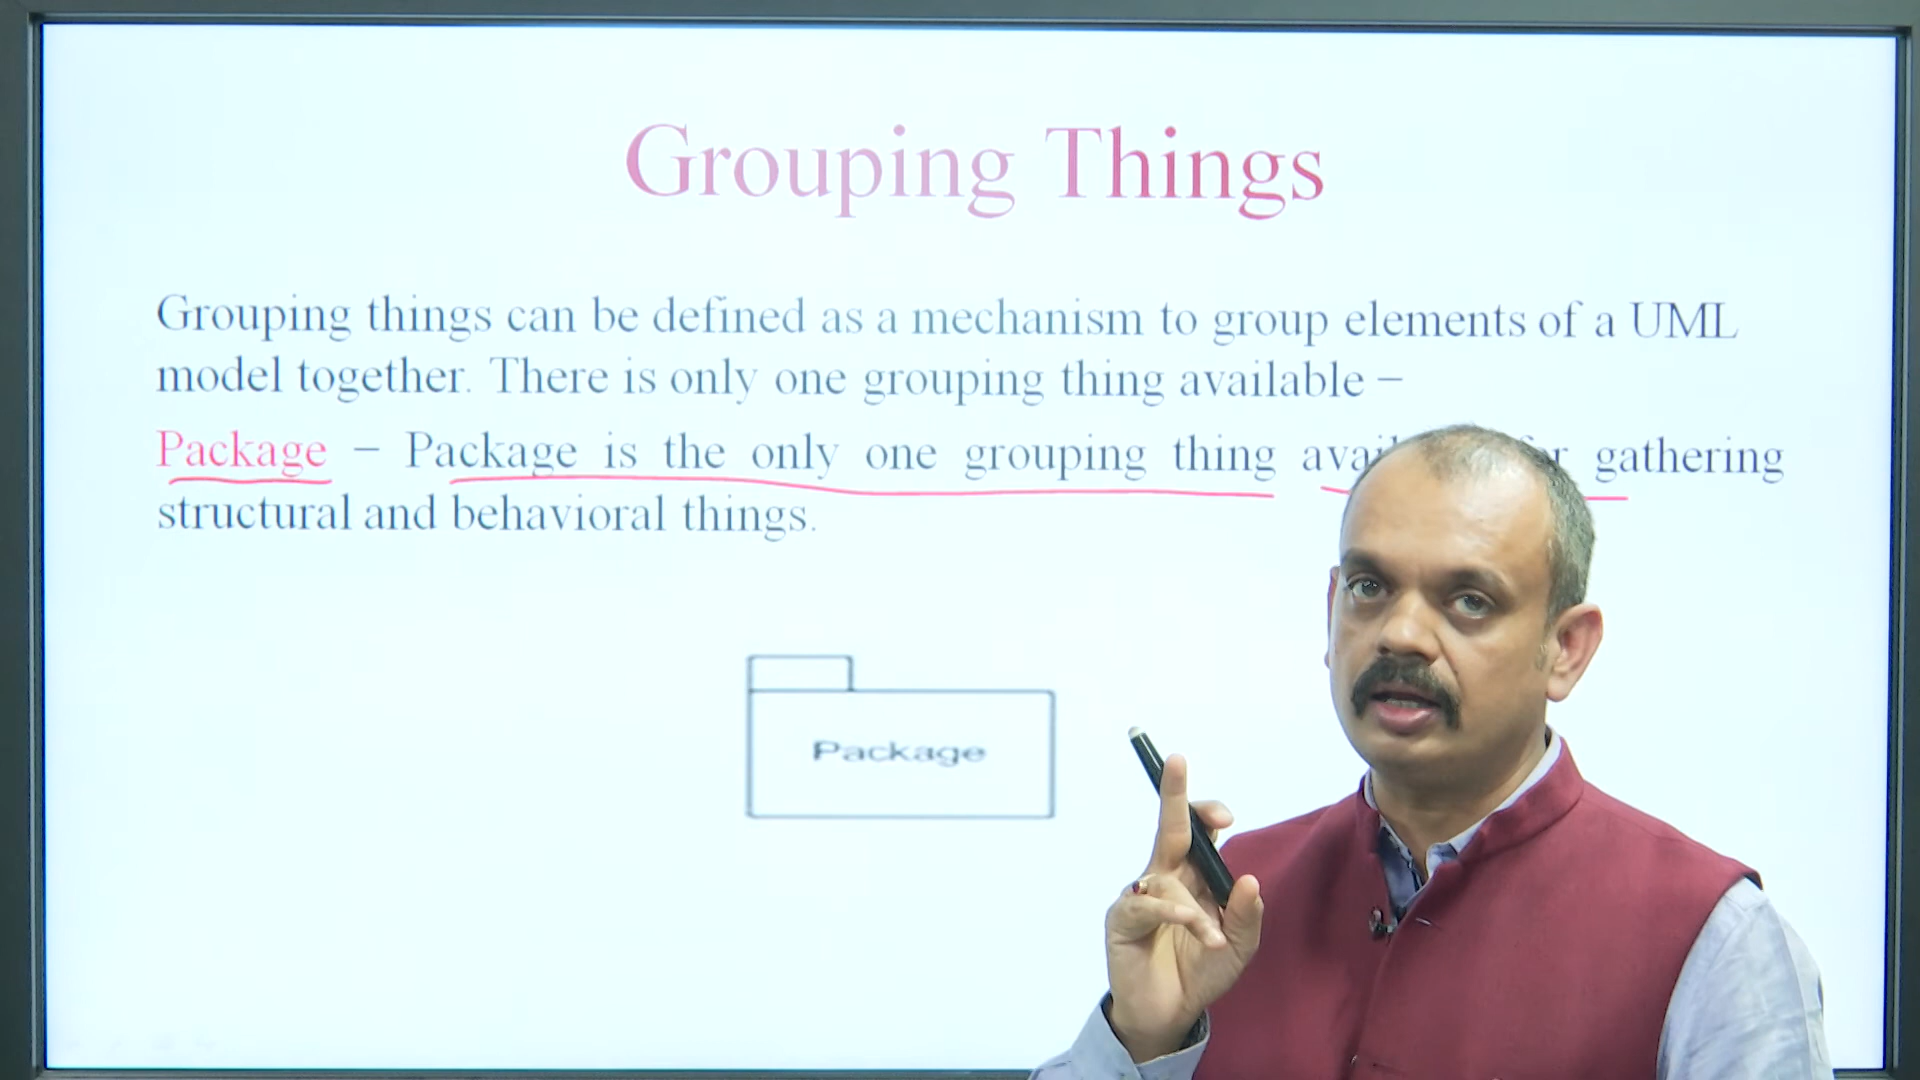 Grouping Things
Grouping things can be defined as a mechanism to group elements of a UML
model together. There is only one grouping thing available –
Package – Package is the only one grouping thing gathering
structural and behavioral things.
Package